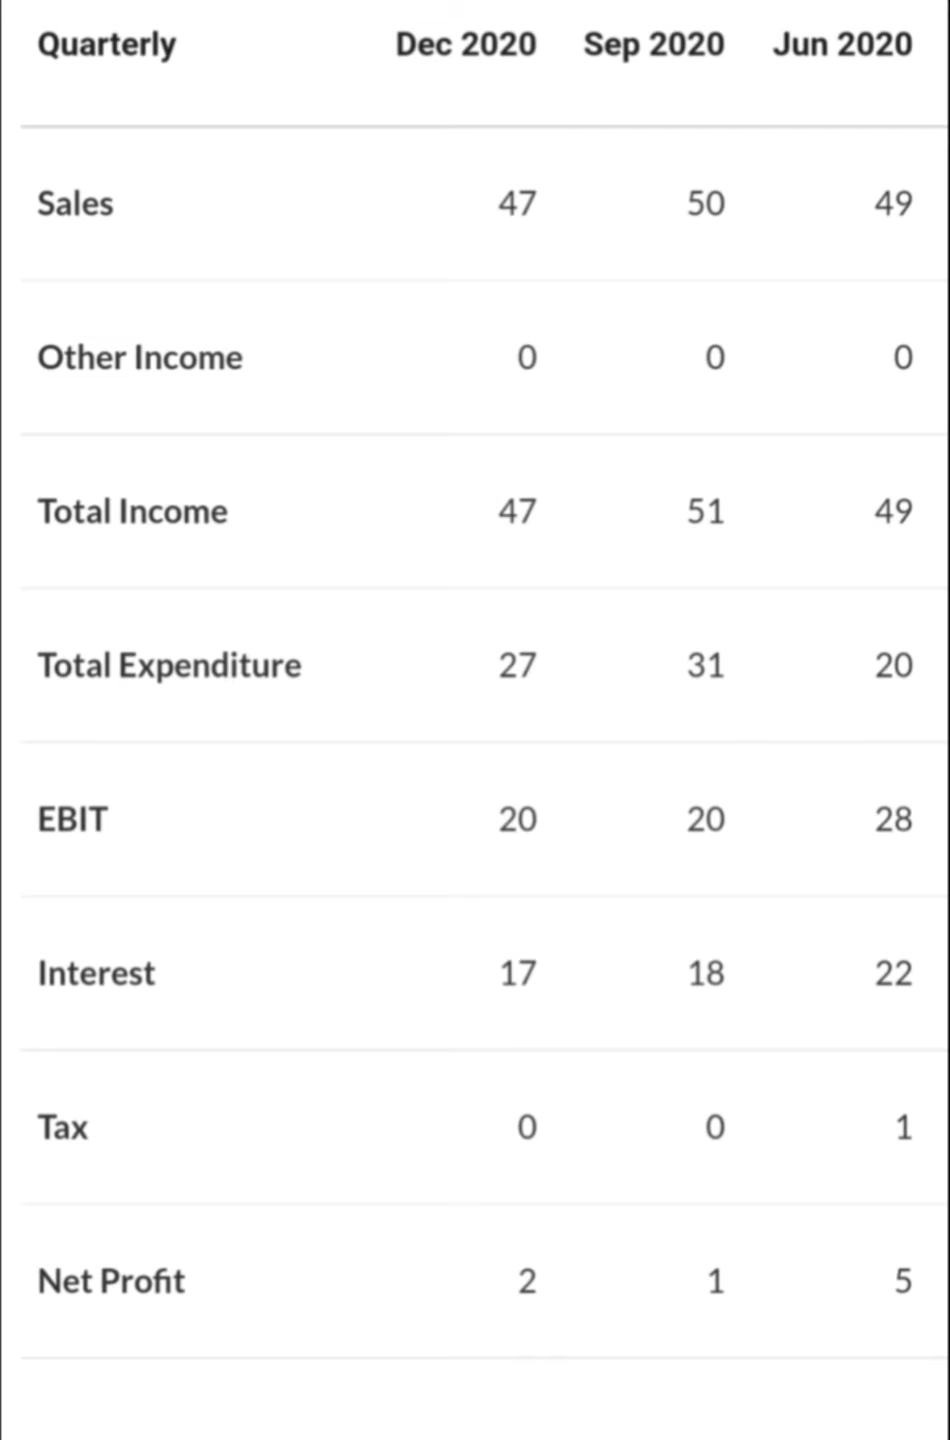 Quarterly Dec 2020 Sep 2020 Jun 2020
Sales 47 50 49
Other Income 0 0 0
Total Income 47 51 49
Total Expenditure 27 31 20
EBIT 20 20 28
Interest 17 18 22
Tax 0 0 1
Net Profit 2 1 5